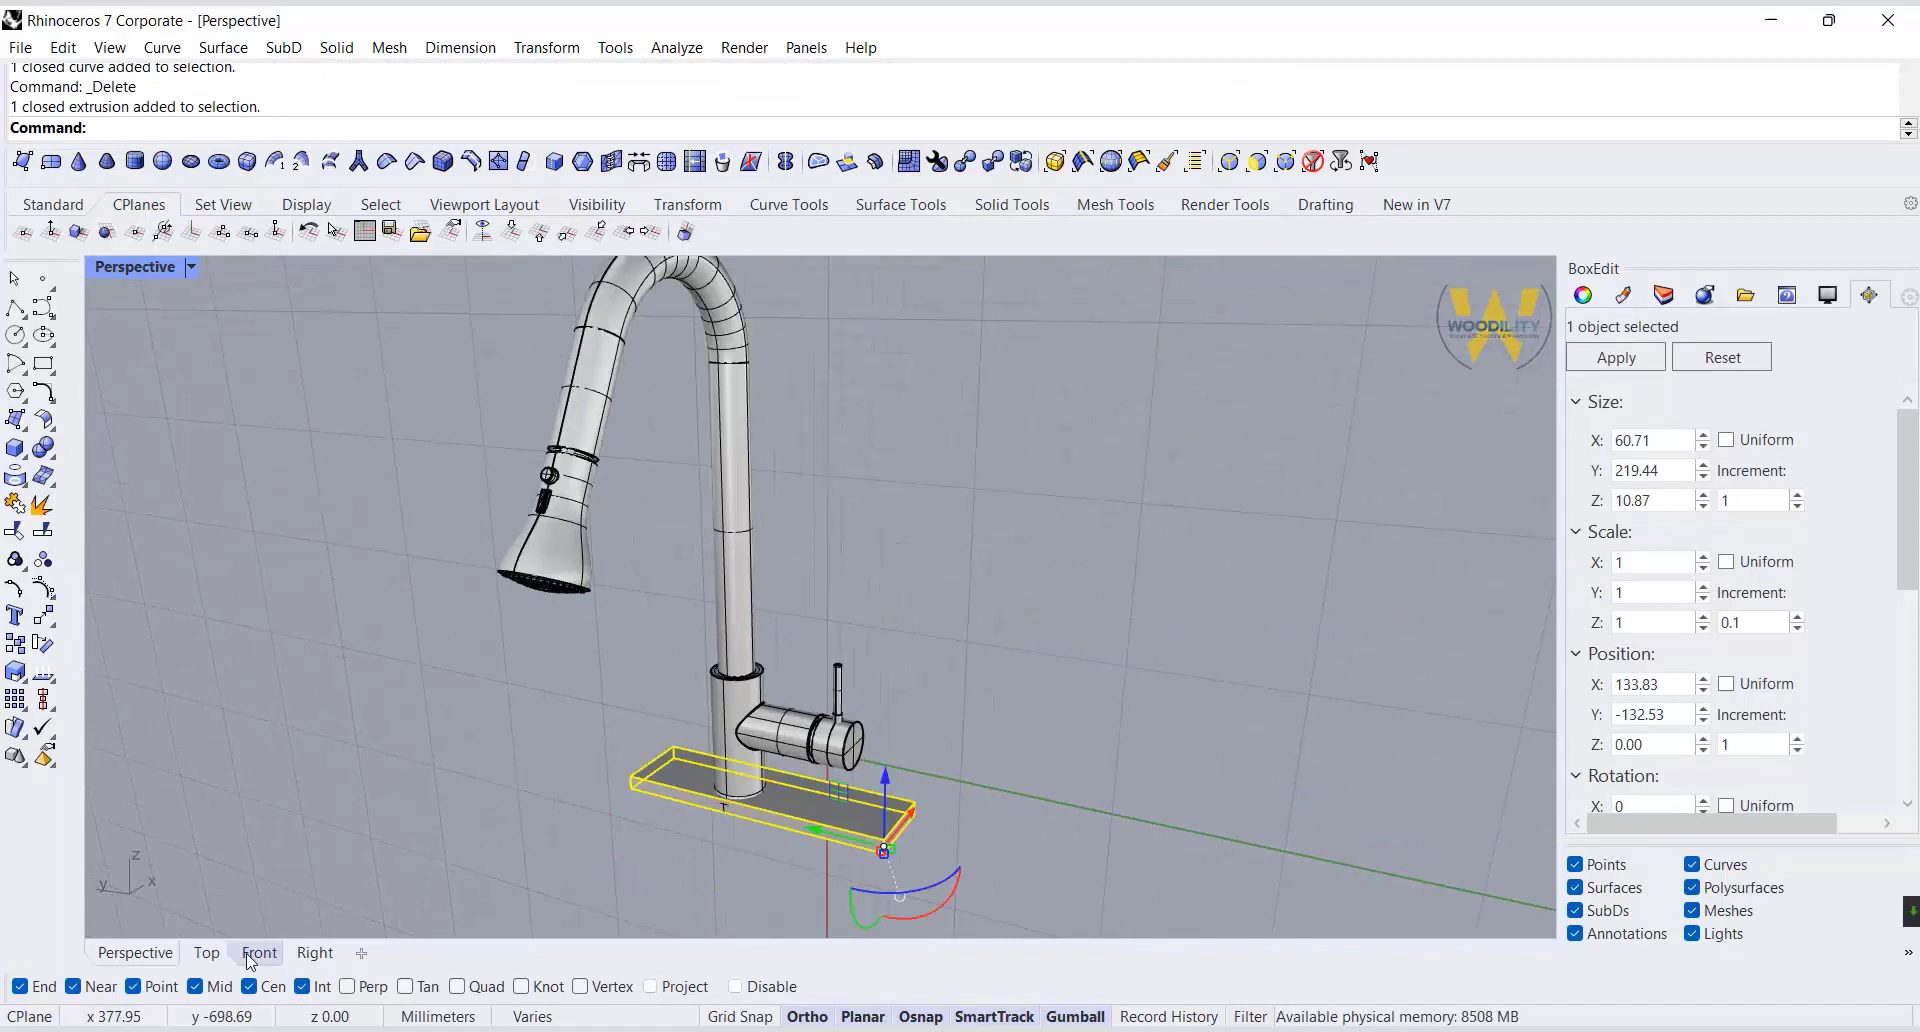 Rhinoceros 7 Corporate - [Perspective]
File Edit View Curve Surface SubD Solid Mesh Dimension Transform Tools Analyze Render Panels Help
1 closed curve added to selection.
Command: _Delete
1 closed extrusion added to selection.
Command:
Standard CPlanes Set View Display Select Viewport Layout Visibility Transform Curve Tools Surface Tools Solid Tools Mesh Tools Render Tools Drafting New in V7
Perspective
WOODILITY
BoxEdit
1 object selected
Apply Reset
Size:
X: 60.71 Uniform
Y: 219.44 Increment:
Z: 10.87 1
Scale:
X: 1 Uniform
Y: 1 Increment:
Z: 1 0.1
Position:
X: 133.83 Uniform
Y: -132.53 Increment:
Z: 0.00 1
Rotation:
X: 0 Uniform
z
y x
Points Curves
Surfaces Polysurfaces
SubDs Meshes
Annotations Lights
Perspective Top Front Right
End Near Point Mid Cen Int Perp Tan Quad Knot Vertex Project Disable
CPlane x 377.95 y -698.69 z 0.00 Millimeters Varies Grid Snap Ortho Planar Osnap SmartTrack Gumball Record History Filter Available physical memory: 8508 MB